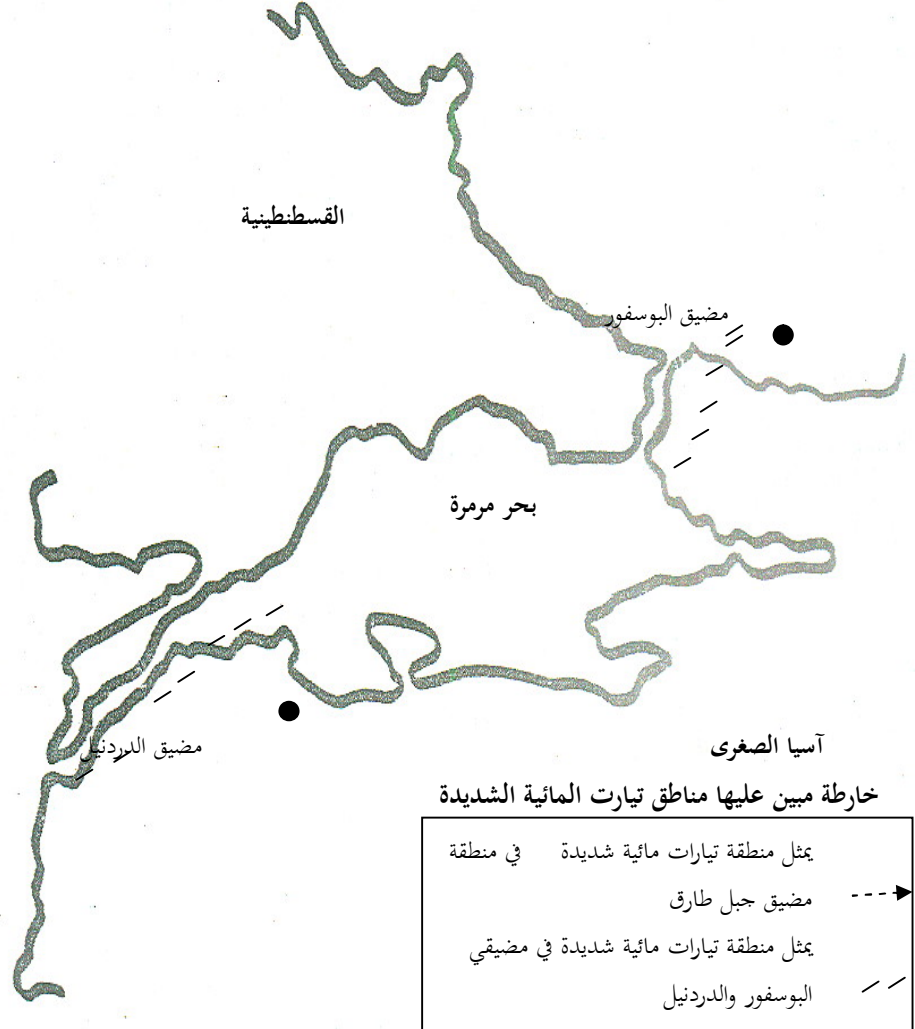 القسطنطينية
مضيق البوسفور
بحر مرمرة
مضيق الدردنيل
آسيا الصغرى
خارطة مبين عليها مناطق تيارت المائية الشديدة
يمثل منطقة تيارات مائية شديدة في منطقة
مضيق جبل طارق
يمثل منطقة تيارات مائية شديدة في مضيقي
البوسفور والدردنيل